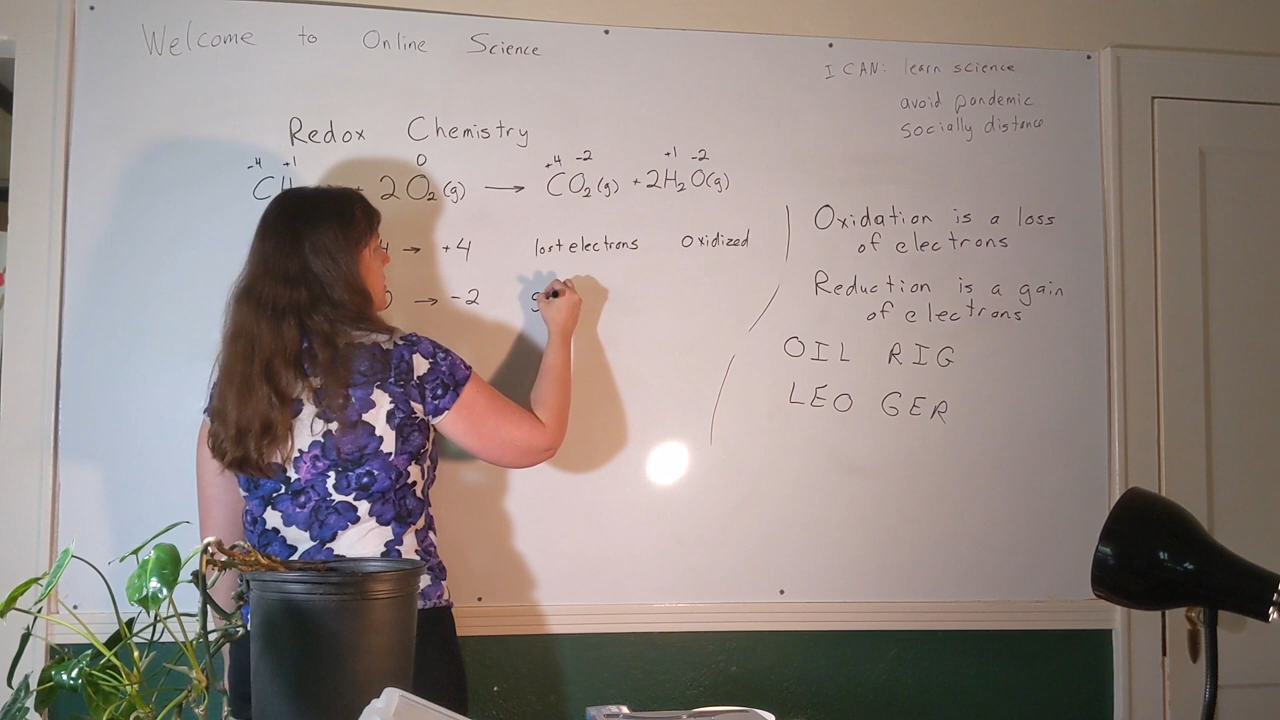 Welcome to Online Science
I CAN: learn science
avoid pandemic
socially distance
Redox Chemistry
-4 +1 0 +4 -2 +1 -2
C + 2O₂(g) → CO₂(g) + 2H₂O(g)
4 → +4 lost electrons Oxidized
→ -2
Oxidation is a loss
of electrons
Reduction is a gain
of electrons
OIL RIG
LEO GER